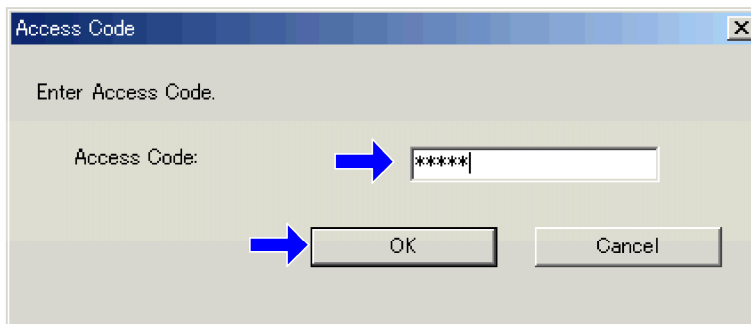 Access Code
Enter Access Code.
Access Code:
*****
OK
Cancel